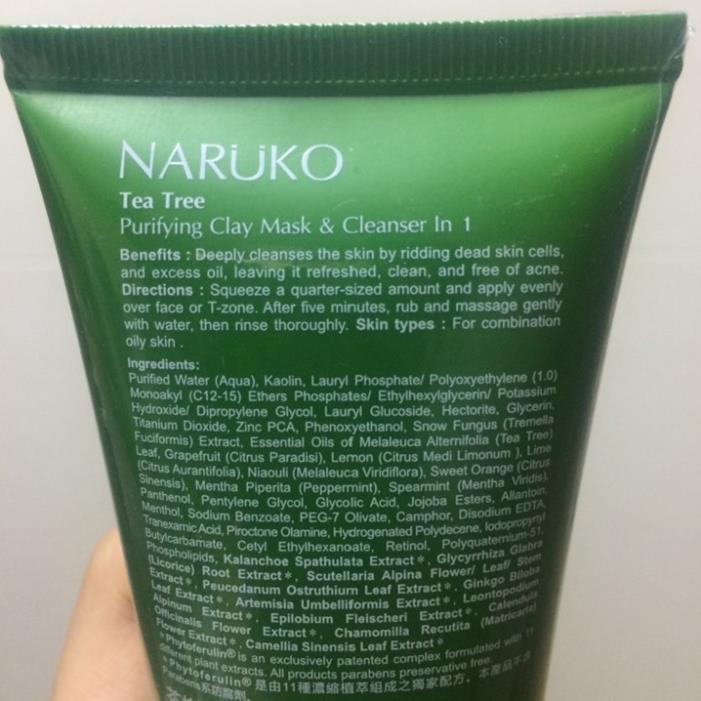 NARÜKO
Tea Tree
Purifying Clay Mask & Cleanser In 1
Benefits : Deeply cleanses the skin by ridding dead skin cells,
and excess oil, leaving it refreshed, clean, and free of acne.
Directions : Squeeze a quarter-sized amount and apply evenly
over face or T-zone. After five minutes, rub and massage gently
with water, then rinse thoroughly. Skin types : For combination
oily skin .
Ingredients:
Purified Water (Aqua), Kaolin, Lauryl Phosphate/ Polyoxyethylene (1.0)
Monoakyl (C12-15) Ethers Phosphates/ Ethylhexylglycerin/ Potassium
Hydroxide/ Dipropylene Glycol, Lauryl Glucoside, Hectorite, Glycerin,
Titanium Dioxide, Zinc PCA, Phenoxyethanol, Snow Fungus (Tremella
Fuciformis) Extract, Essential Oils of Melaleuca Alternifolia (Tea Tree)
Leaf, Grapefruit (Citrus Paradisi), Lemon (Citrus Medi Limonum ), Lime
(Citrus Aurantifolia), Niaouli (Melaleuca Viridiflora), Sweet Orange (Citrus
Sinensis), Mentha Piperita (Peppermint), Spearmint (Mentha Viridis),
Panthenol, Pentylene Glycol, Glycolic Acid, Jojoba Esters, Allantoin,
Menthol, Sodium Benzoate, PEG-7 Olivate, Camphor, Disodium EDTA,
Tranexamic Acid, Piroctone Olamine, Hydrogenated Polydecene, Iodopropynyl
Butylcarbamate, Cetyl Ethylhexanoate, Retinol, Polyquaternium-51,
Phospholipids, Kalanchoe Spathulata Extract*, Glycyrrhiza Glabra
(Licorice) Root Extract*, Scutellaria Alpina Flower/ Leaf/ Stem
Extract*, Peucedanum Ostruthium Leaf Extract*, Ginkgo Biloba
Leaf Extract*, Artemisia Umbelliformis Extract*, Leontopodium
Alpinum Extract*, Epilobium Fleischeri Extract*, Calendula
Officinalis Flower Extract*, Chamomilla Recutita (Matricaria)
Flower Extract*, Camellia Sinensis Leaf Extract*
*Phytoferulin® is an exclusively patented complex formulated with 11
different plant extracts. All products parabens preservative free.
*Phytoferulin® 是由11種濃縮植萃組成之獨家配方。本產品不含
Parabens系防腐劑。